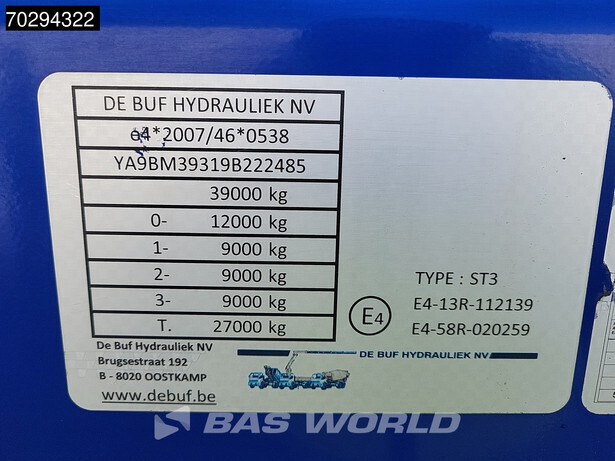 70294322
DE BUF HYDRAULIEK NV
e4*2007/46*0538
YA9BM39319B222485
39000 kg
0- 12000 kg
1- 9000 kg
2- 9000 kg
3- 9000 kg
T. 27000 kg
TYPE : ST3
E4-13R-112139
E4-58R-020259
E4
De Buf Hydrauliek NV
Brugsestraat 192
B - 8020 OOSTKAMP
www.debuf.be
DE BUF HYDRAULIEK NV
BAS WORLD